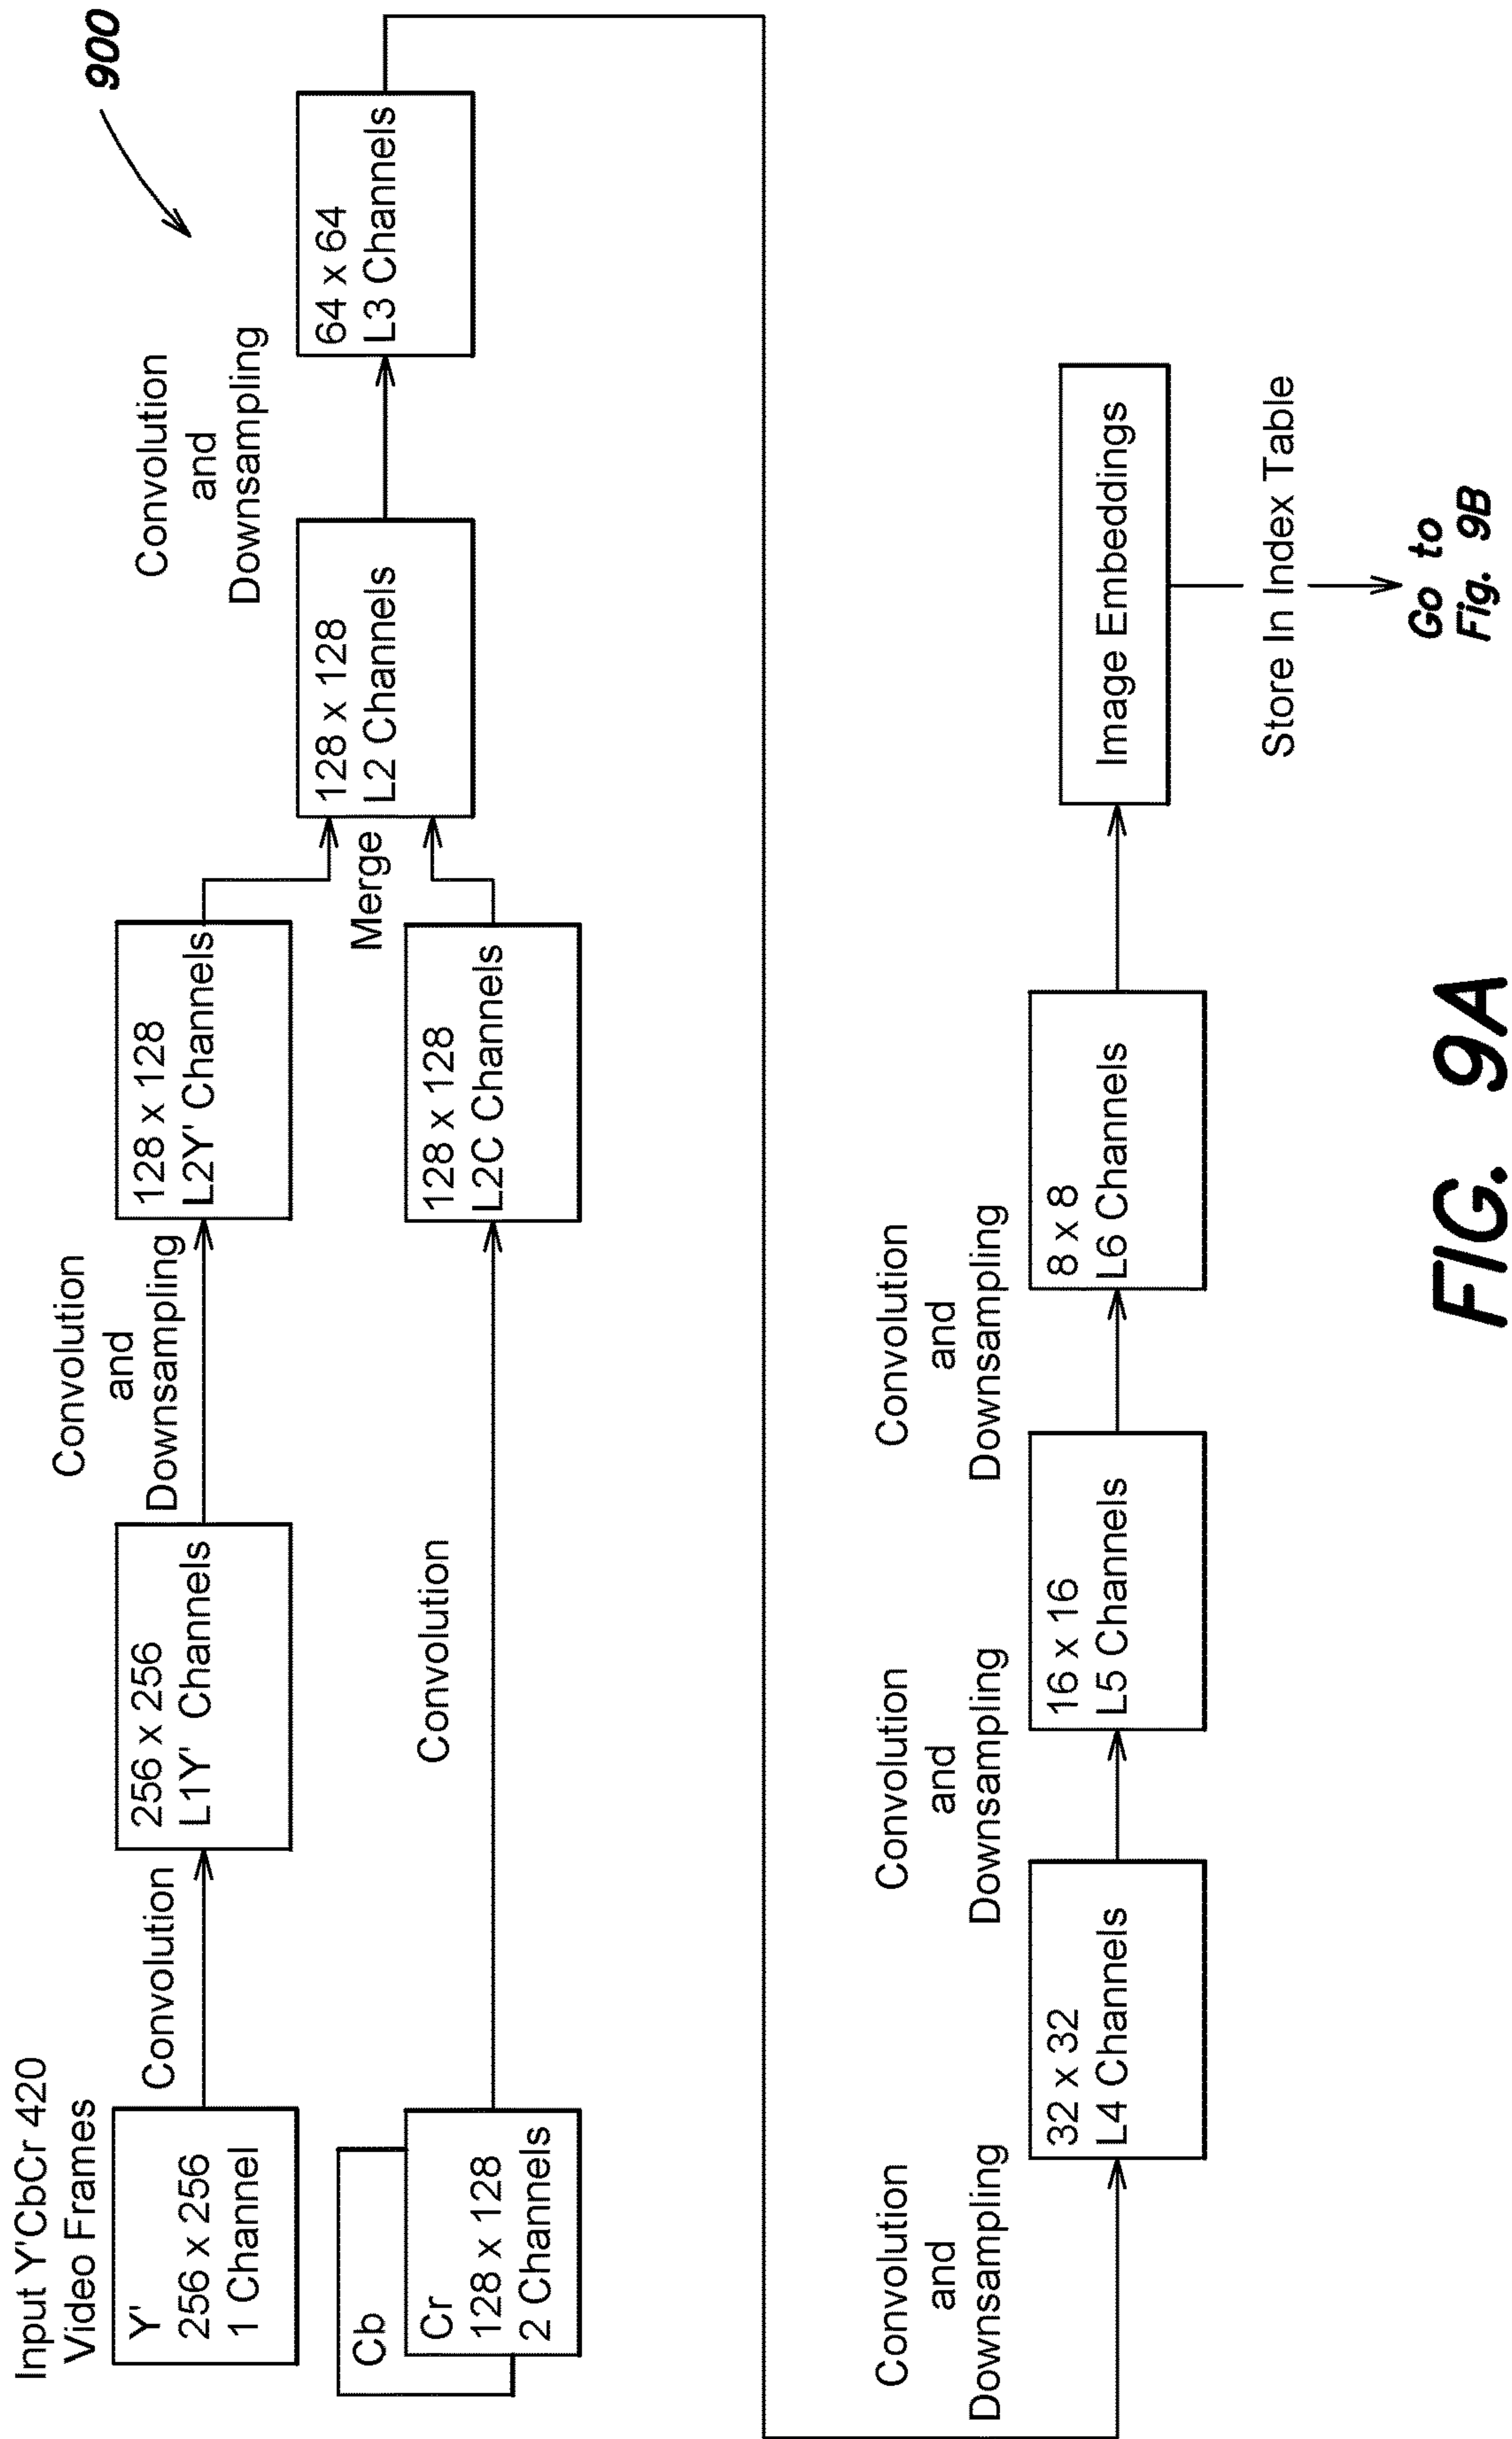 900
Input Y'CbCr 420
Video Frames
Y'
256 x 256
1 Channel
Convolution
256 x 256
L1Y' Channels
Convolution
and
Downsampling
128 x 128
L2Y' Channels
Cb
Cr
128 x 128
2 Channels
Convolution
128 x 128
L2C Channels
Merge
128 x 128
L2 Channels
Convolution
and
Downsampling
64 x 64
L3 Channels
Convolution
and
Downsampling
32 x 32
L4 Channels
Convolution
and
Downsampling
16 x 16
L5 Channels
Convolution
and
Downsampling
8 x 8
L6 Channels
Image Embeddings
Store In Index Table
Go to
Fig. 9B
FIG. 9A